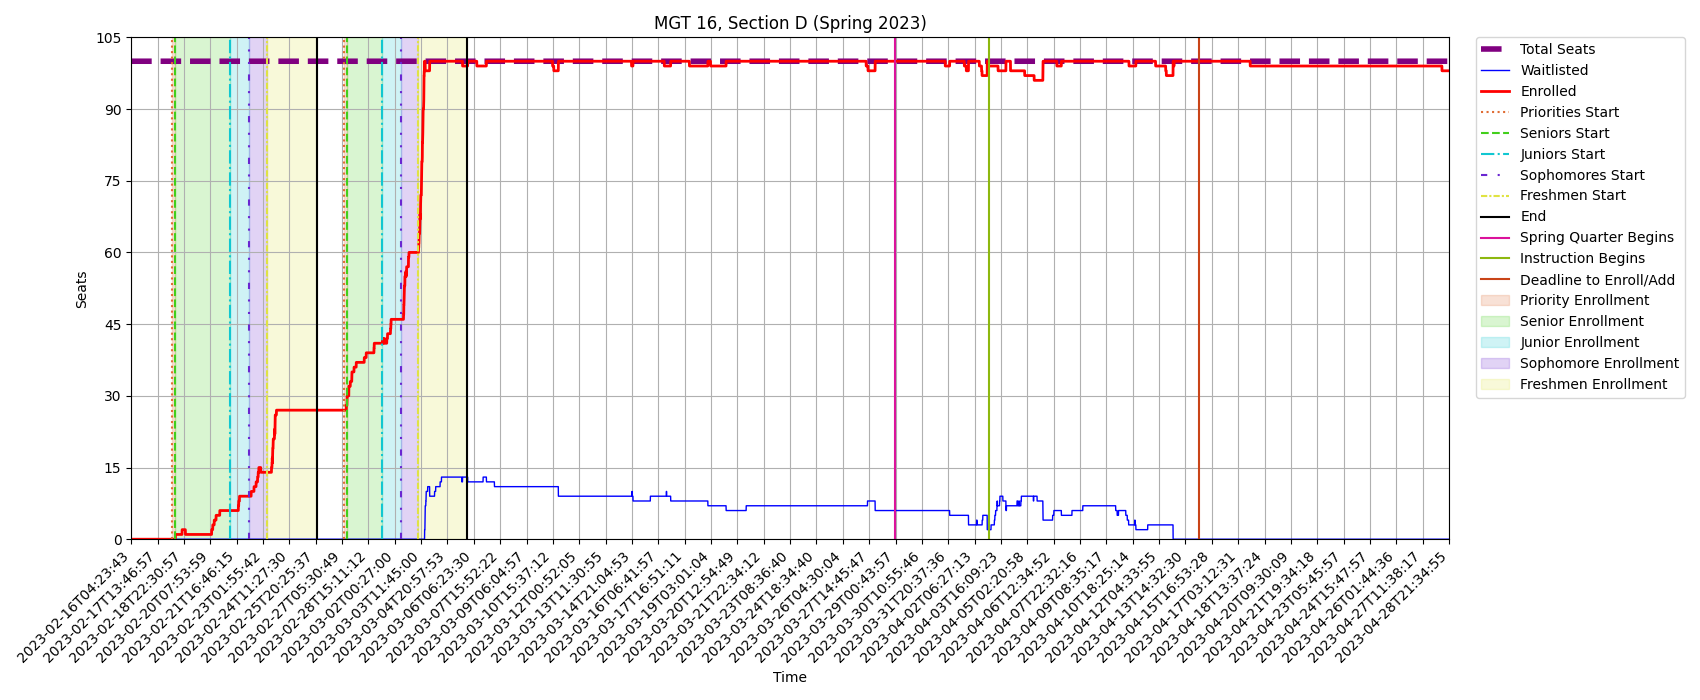 MGT 16, Section D (Spring 2023)
105
90
75
60
45
30
15
0
Seats
2023-02-16T04:23:43
2023-02-17T13:46:57
2023-02-18T22:30:57
2023-02-20T07:53:59
2023-02-21T16:46:15
2023-02-23T01:55:42
2023-02-24T11:27:30
2023-02-25T20:25:37
2023-02-27T05:30:49
2023-02-28T15:11:12
2023-03-02T00:27:00
2023-03-03T11:45:00
2023-03-04T20:57:53
2023-03-06T06:23:30
2023-03-07T15:52:22
2023-03-09T06:04:57
2023-03-10T15:37:12
2023-03-12T00:52:05
2023-03-13T11:30:55
2023-03-14T21:04:53
2023-03-16T06:41:57
2023-03-17T16:51:11
2023-03-19T03:01:04
2023-03-20T12:54:49
2023-03-21T22:34:12
2023-03-23T08:36:40
2023-03-24T18:34:40
2023-03-26T04:30:04
2023-03-27T14:45:47
2023-03-29T00:43:57
2023-03-30T10:55:46
2023-03-31T20:37:36
2023-04-02T06:27:13
2023-04-03T16:09:23
2023-04-05T02:20:58
2023-04-06T12:34:52
2023-04-07T22:32:16
2023-04-09T08:35:17
2023-04-10T18:25:14
2023-04-12T04:33:55
2023-04-13T14:32:30
2023-04-15T16:53:28
2023-04-17T03:12:31
2023-04-18T13:37:24
2023-04-20T09:30:09
2023-04-21T19:34:18
2023-04-23T05:45:57
2023-04-24T15:47:57
2023-04-26T01:44:36
2023-04-27T11:38:17
2023-04-28T21:34:55
Time
Total Seats
Waitlisted
Enrolled
Priorities Start
Seniors Start
Juniors Start
Sophomores Start
Freshmen Start
End
Spring Quarter Begins
Instruction Begins
Deadline to Enroll/Add
Priority Enrollment
Senior Enrollment
Junior Enrollment
Sophomore Enrollment
Freshmen Enrollment